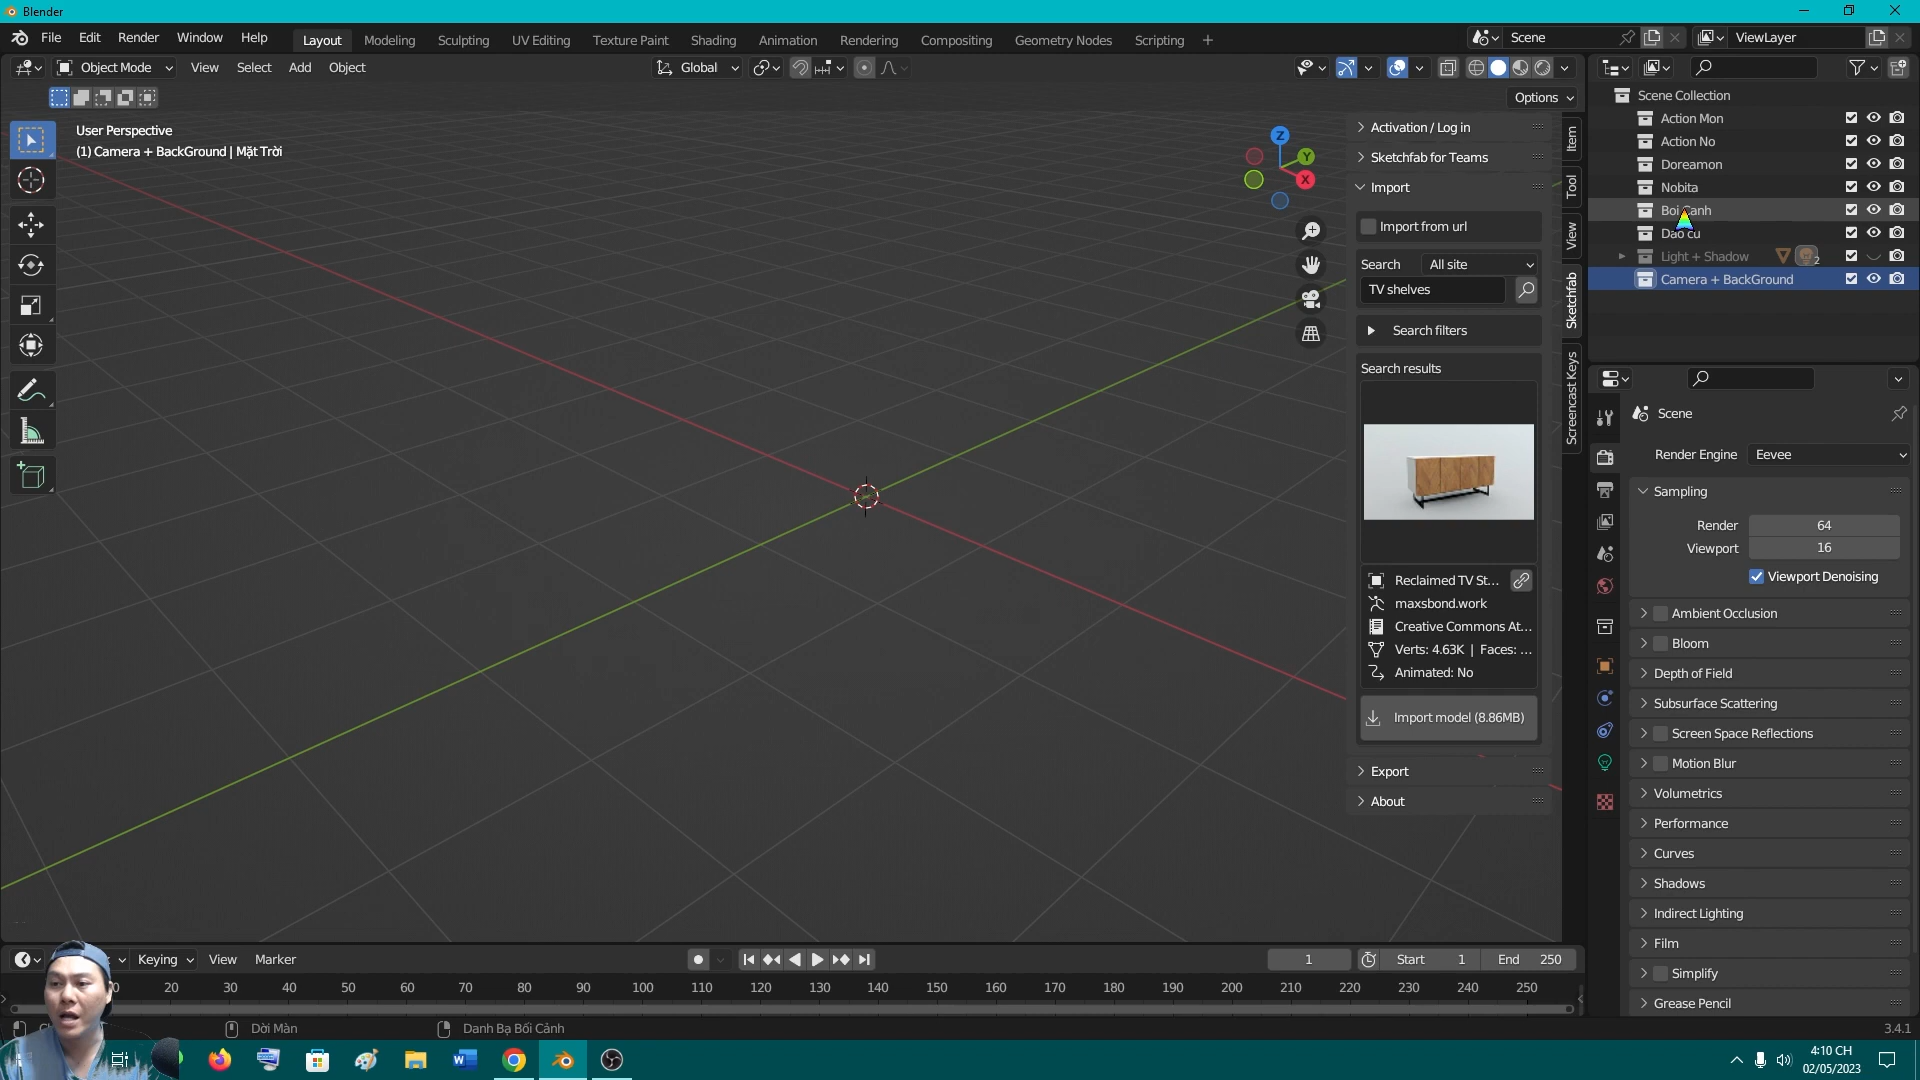 Blender
File Edit Render Window Help
Layout Modeling Sculpting UV Editing Texture Paint Shading Animation Rendering Compositing Geometry Nodes Scripting +
Scene
ViewLayer
Object Mode View Select Add Object
Global
Options
User Perspective
(1) Camera + BackGround | Mặt Trời
Z
Y
X
Activation / Log in
Sketchfab for Teams
Import
Import from url
Search All site
TV shelves
Search filters
Search results
Reclaimed TV St...
maxsbond.work
Creative Commons At...
Verts: 4.63K | Faces: ...
Animated: No
Import model (8.86MB)
Export
About
Item
Tool
View
Sketchfab
Screencast Keys
Scene Collection
Action Mon
Action No
Doreamon
Nobita
Boi Canh
Dao cu
Light + Shadow 2
Camera + BackGround
Scene
Render Engine Eevee
Sampling
Render 64
Viewport 16
Viewport Denoising
Ambient Occlusion
Bloom
Depth of Field
Subsurface Scattering
Screen Space Reflections
Motion Blur
Volumetrics
Performance
Curves
Shadows
Indirect Lighting
Film
Simplify
Grease Pencil
Keying View Marker
1 Start 1 End 250
20 30 40 50 60 70 80 90 100 110 120 130 140 150 160 170 180 190 200 210 220 230 240 250
Dời Màn
Danh Bạ Bối Cảnh
3.4.1
4:10 CH
02/05/2023